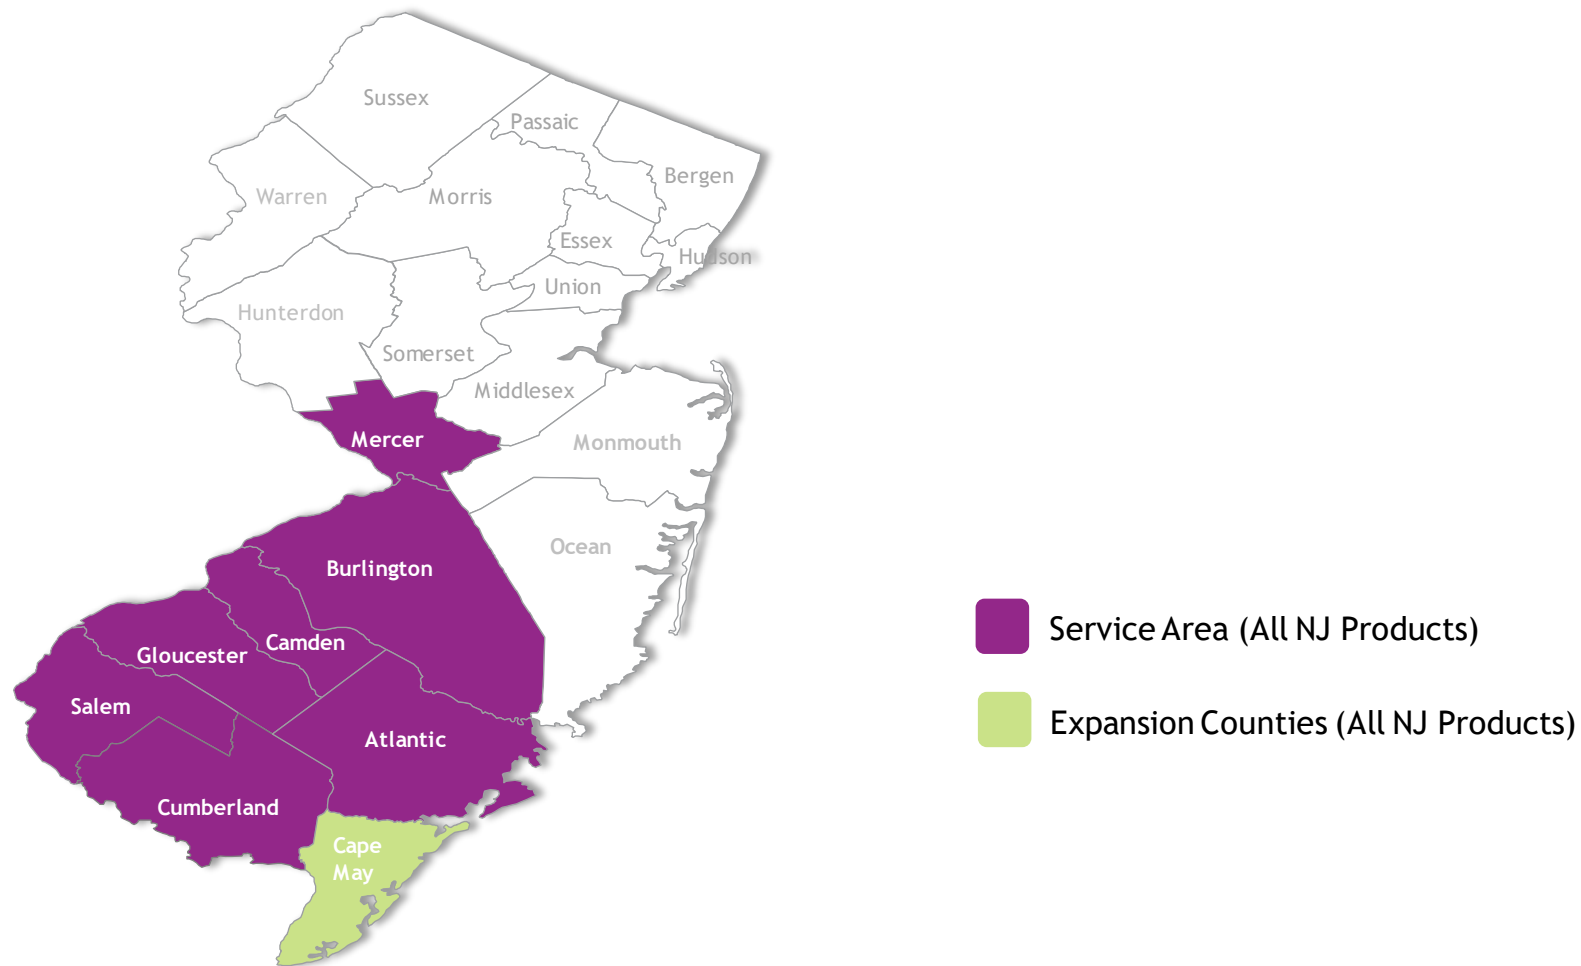 Sussex
Passaic
Bergen
Warren
Morris
Essex
Hudson
Union
Hunterdon
Somerset
Middlesex
Mercer
Monmouth
Ocean
Burlington
Camden
Gloucester
Salem
Atlantic
Cumberland
Cape
May
Service Area (All NJ Products)
Expansion Counties (All NJ Products)